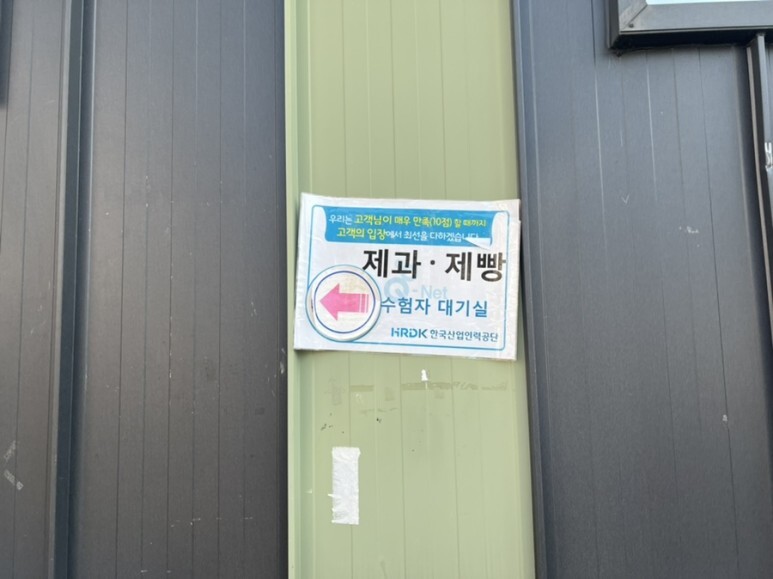 우리는 고객님이 매우 만족(10점) 할 때까지
고객의 입장에서 최선을 다하겠습니다
제과 · 제빵
Q-Net
수험자 대기실
HRDK 한국산업인력공단